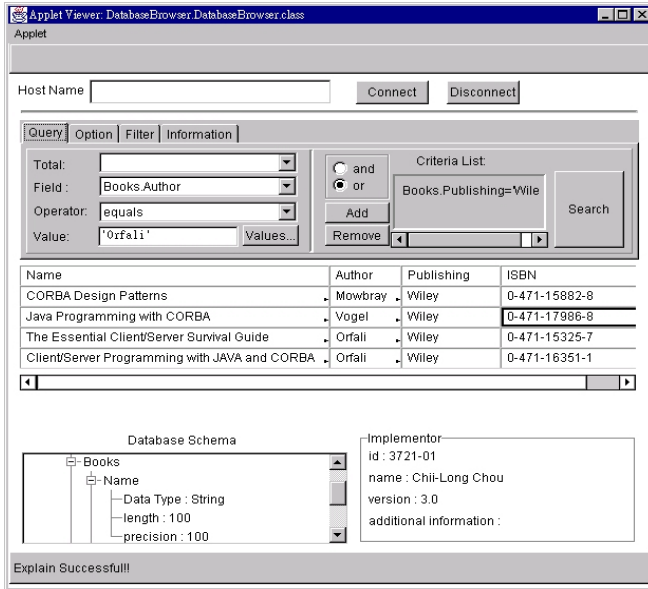 Applet Viewer: DatabaseBrowser.DatabaseBrowser.class
Applet
Host Name Connect Disconnect
Query Option Filter Information
Total:
Field : Books.Author
Operator: equals
Value: 'Orfali' Values...
and
or
Add
Remove
Criteria List:
Books.Publishing='Wile
Search
Name Author Publishing ISBN
CORBA Design Patterns Mowbray Wiley 0-471-15882-8
Java Programming with CORBA Vogel Wiley 0-471-17986-8
The Essential Client/Server Survival Guide Orfali Wiley 0-471-15325-7
Client/Server Programming with JAVA and CORBA Orfali Wiley 0-471-16351-1
Database Schema
Books
Name
Data Type : String
length : 100
precision : 100
Implementor
id : 3721-01
name : Chii-Long Chou
version : 3.0
additional information :
Explain Successful!!!